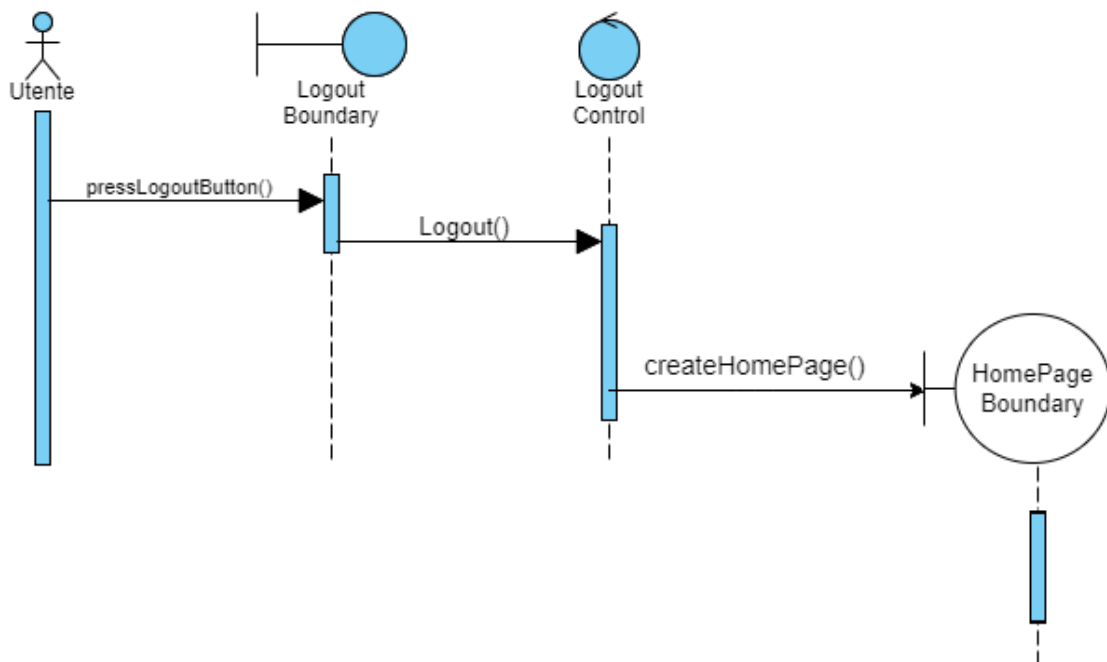 Utente
Logout
Boundary
Logout
Control
pressLogoutButton()
Logout()
createHomePage()
HomePage
Boundary